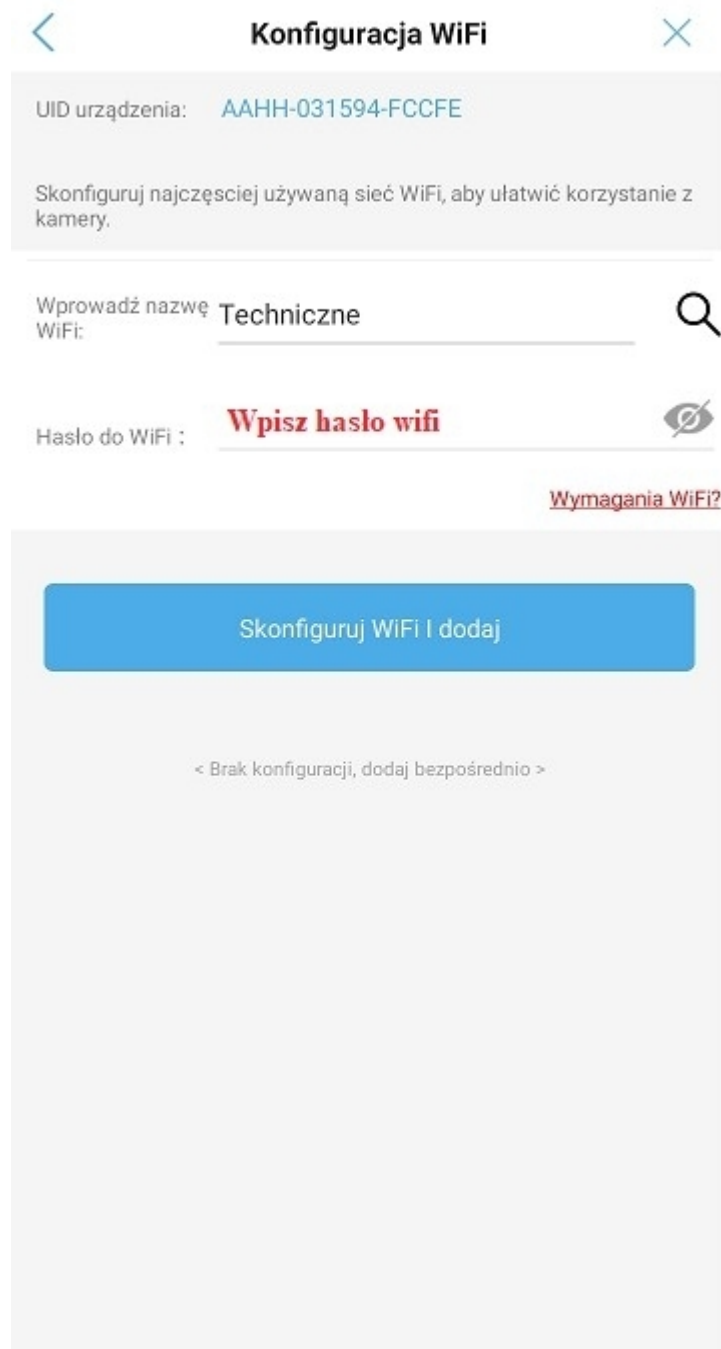 Konfiguracja WiFi
UID urządzenia: AAHH-031594-FCCFE
Skonfiguruj najczęsciej używaną sieć WiFi, aby ułatwić korzystanie z
kamery.
Wprowadź nazwę
WiFi:
Techniczne
Hasło do WiFi :
Wpisz hasło wifi
Wymagania WiFi?
Skonfiguruj WiFi I dodaj
< Brak konfiguracji, dodaj bezpośrednio >